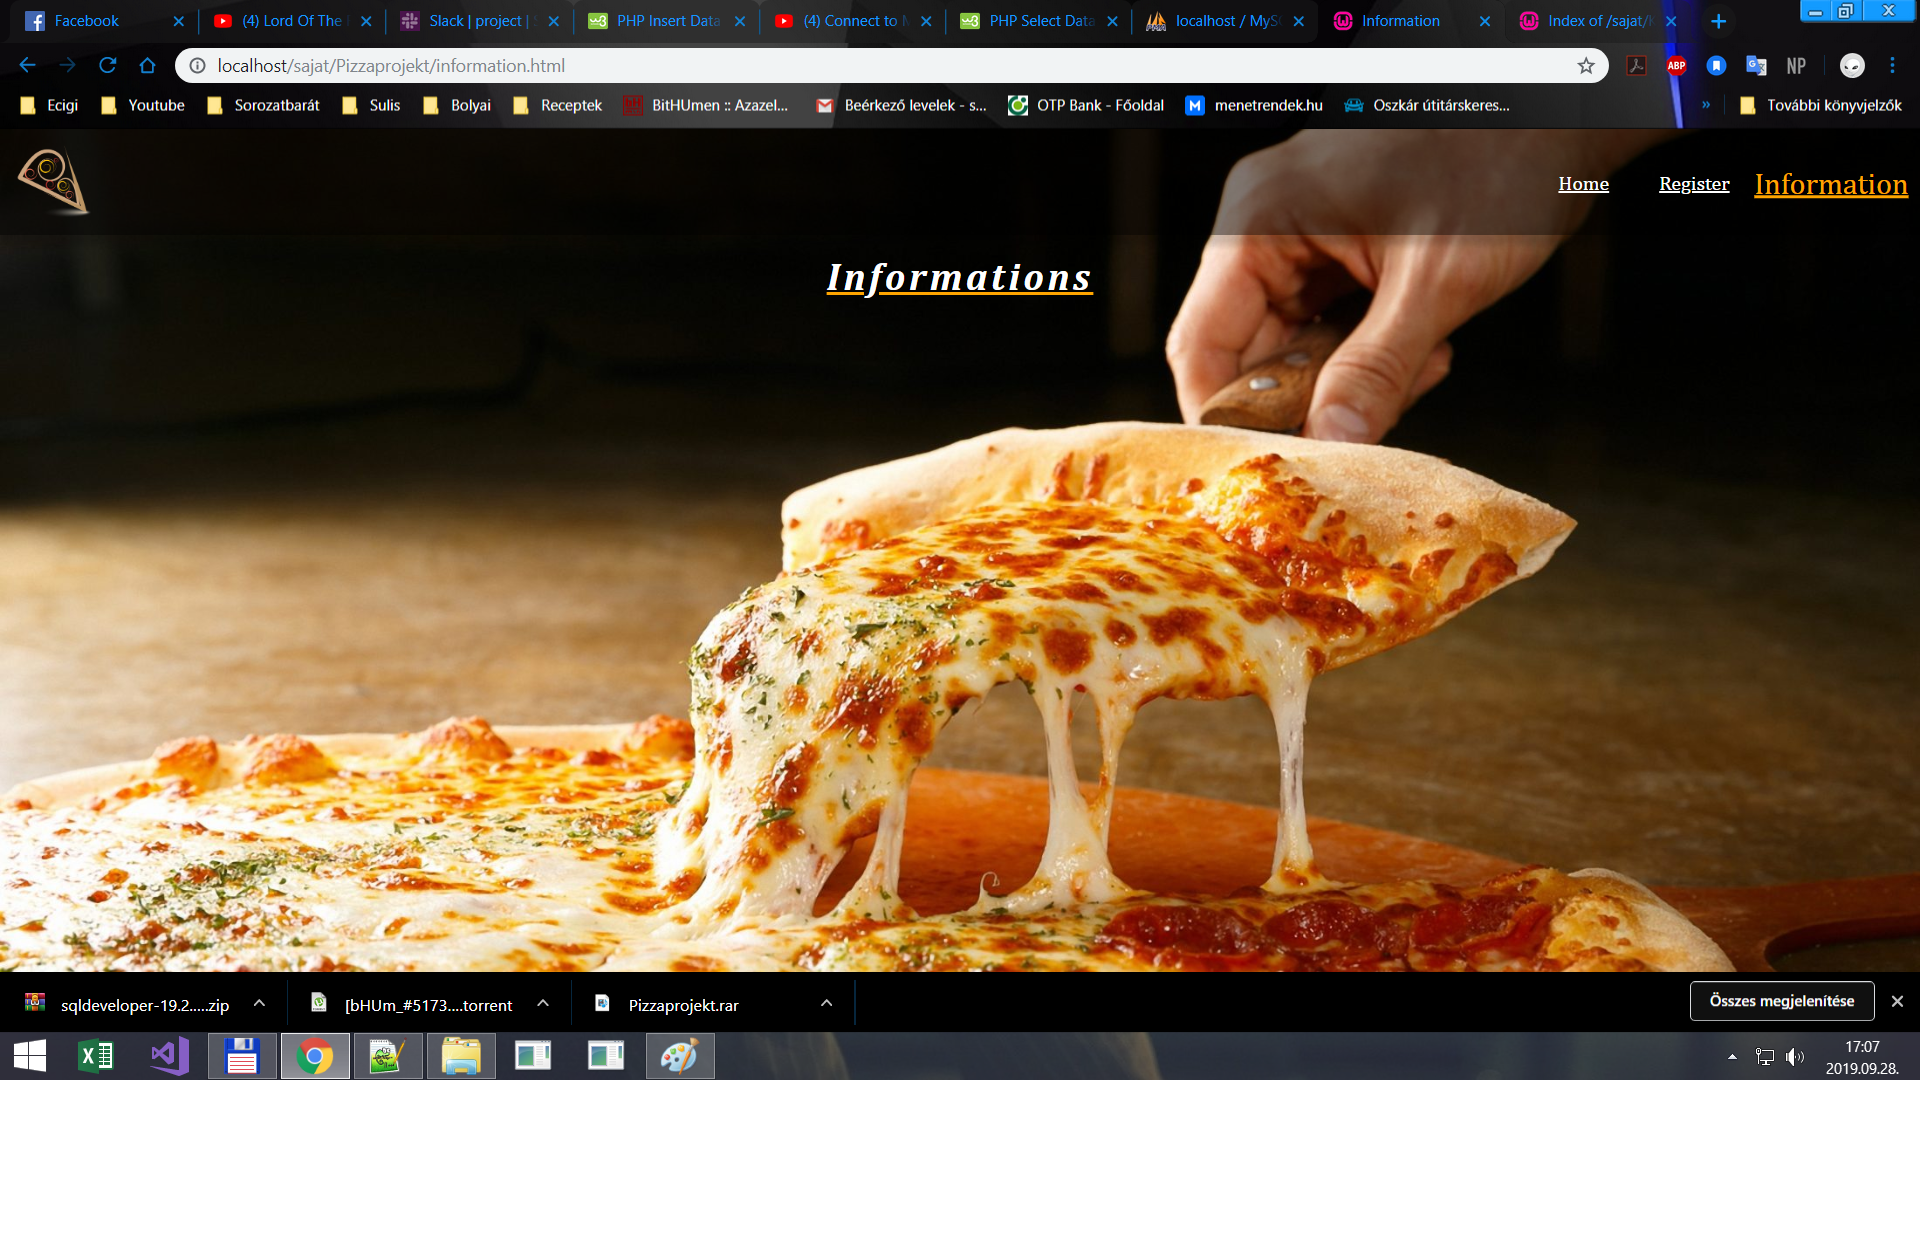 Facebook
(4) Lord Of The
Slack | project |
PHP Insert Data
(4) Connect to
PHP Select Data
localhost / MyS
Information
Index of /sajat/
localhost/sajat/Pizzaprojekt/information.html
ABP
NP
Ecigi
Youtube
Sorozatbarát
Sulis
Bolyai
Receptek
BitHUmen :: Azazel...
Beérkező levelek - s...
OTP Bank - Főoldal
menetrendek.hu
Oszkár útitárskeres...
»
További könyvjelzők
Home
Register
Information
Informations
sqldeveloper-19.2.....zip
[bHUm_#5173....torrent
Pizzaprojekt.rar
Összes megjelenítése
17:07
2019.09.28.